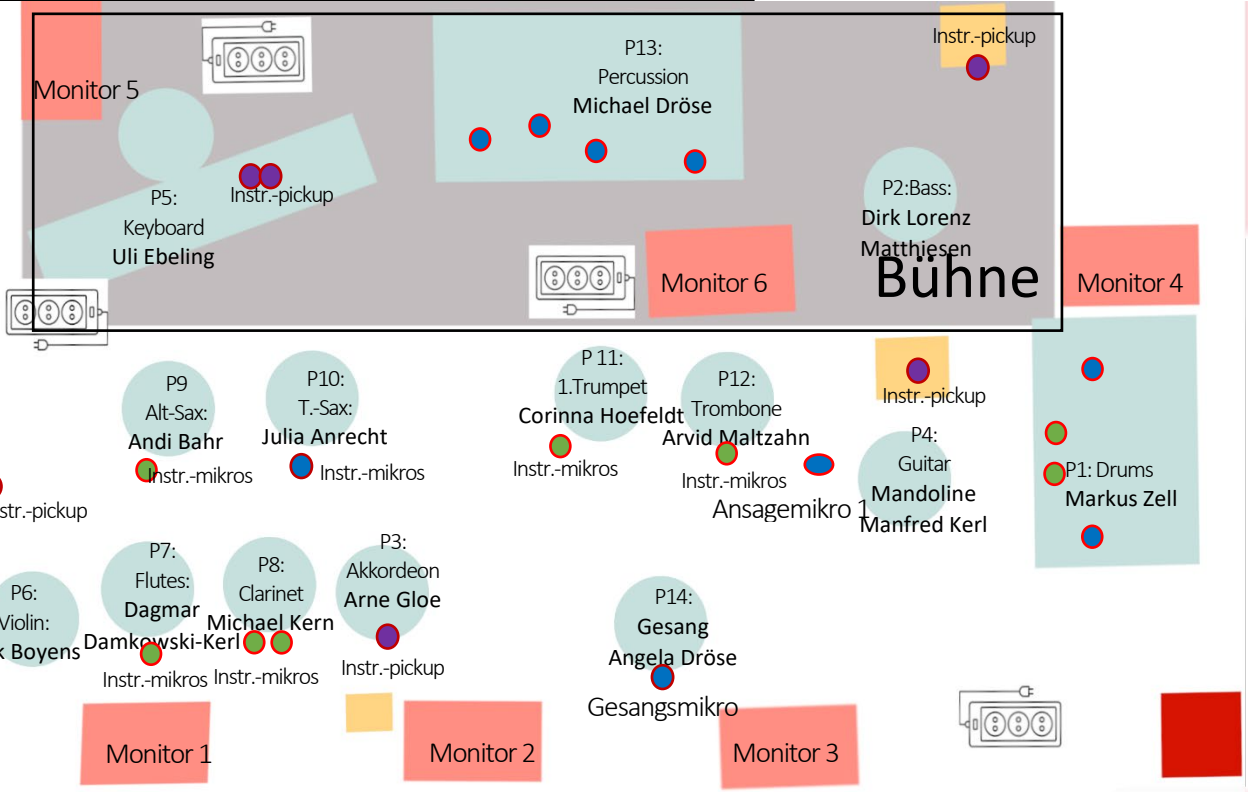 Monitor 5
P13:
Percussion
Michael Dröse
Instr.-pickup
P5:
Keyboard
Uli Ebeling
Instr.-pickup
P2:Bass:
Dirk Lorenz
Matthiesen
Bühne
Monitor 6
Monitor 4
P9
Alt-Sax:
Andi Bahr
Instr.-mikros
P10:
T.-Sax:
Julia Anrecht
Instr.-mikros
P 11:
1.Trumpet
Corinna Hoefeldt
Instr.-mikros
P12:
Trombone
Arvid Maltzahn
Instr.-mikros
Ansagemikro 1
Instr.-pickup
P4:
Guitar
Mandoline
Manfred Kerl
P1: Drums
Markus Zell
str.-pickup
P6:
Violin:
k Boyens
P7:
Flutes:
Dagmar
Damkowski-Kerl
Instr.-mikros
P8:
Clarinet
Michael Kern
Instr.-mikros
P3:
Akkordeon
Arne Gloe
Instr.-pickup
P14:
Gesang
Angela Dröse
Gesangsmikro
Monitor 1
Monitor 2
Monitor 3